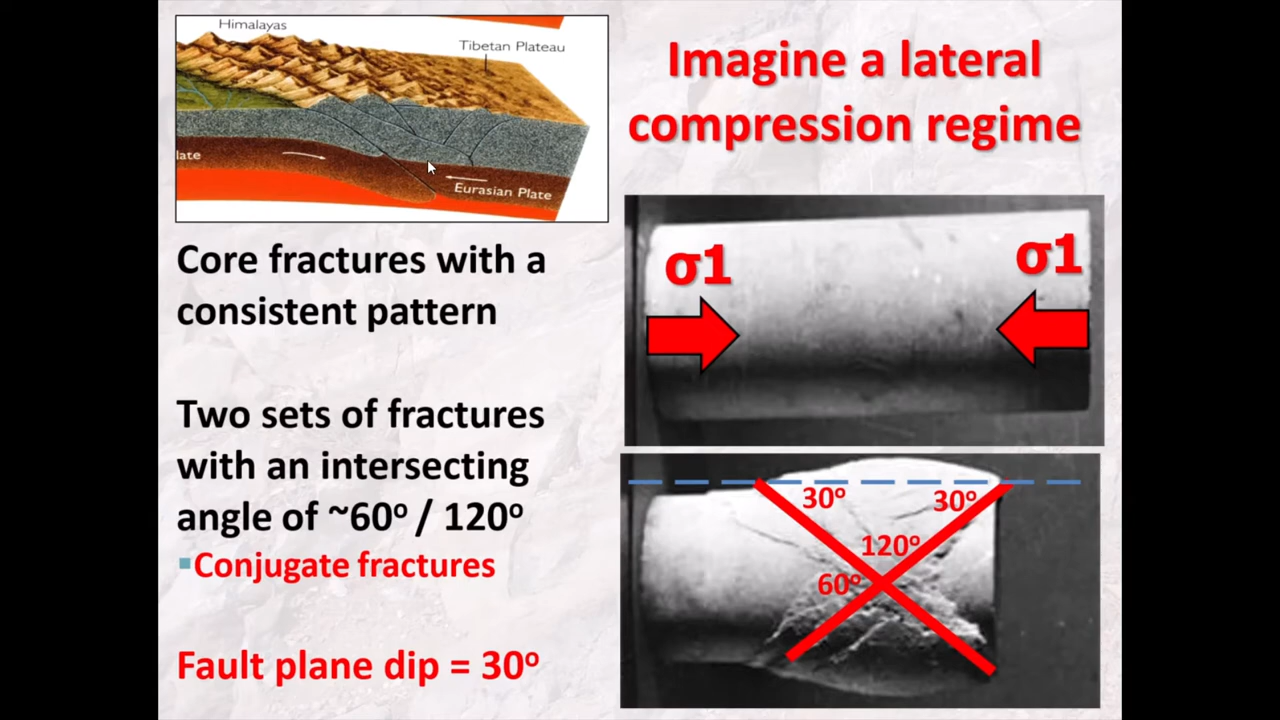 Himalayas
Tibetan Plateau
late
Eurasian Plate
Imagine a lateral
compression regime
Core fractures with a
consistent pattern
Two sets of fractures
with an intersecting
angle of ~60º / 120º
Conjugate fractures
Fault plane dip = 30º
σ1
σ1
30º
30º
120º
60º